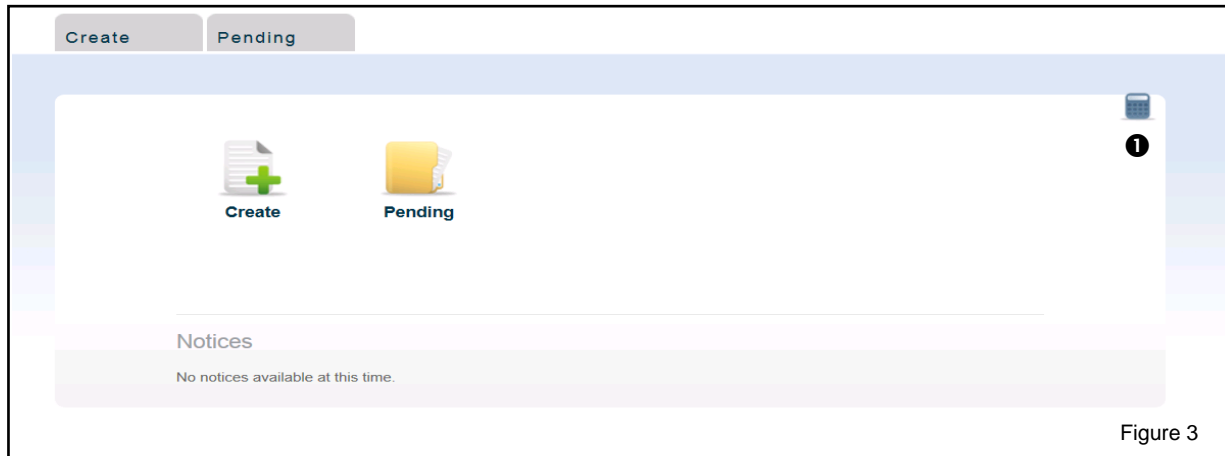 Create Pending
❶
Create Pending
Notices
No notices available at this time.
Figure 3